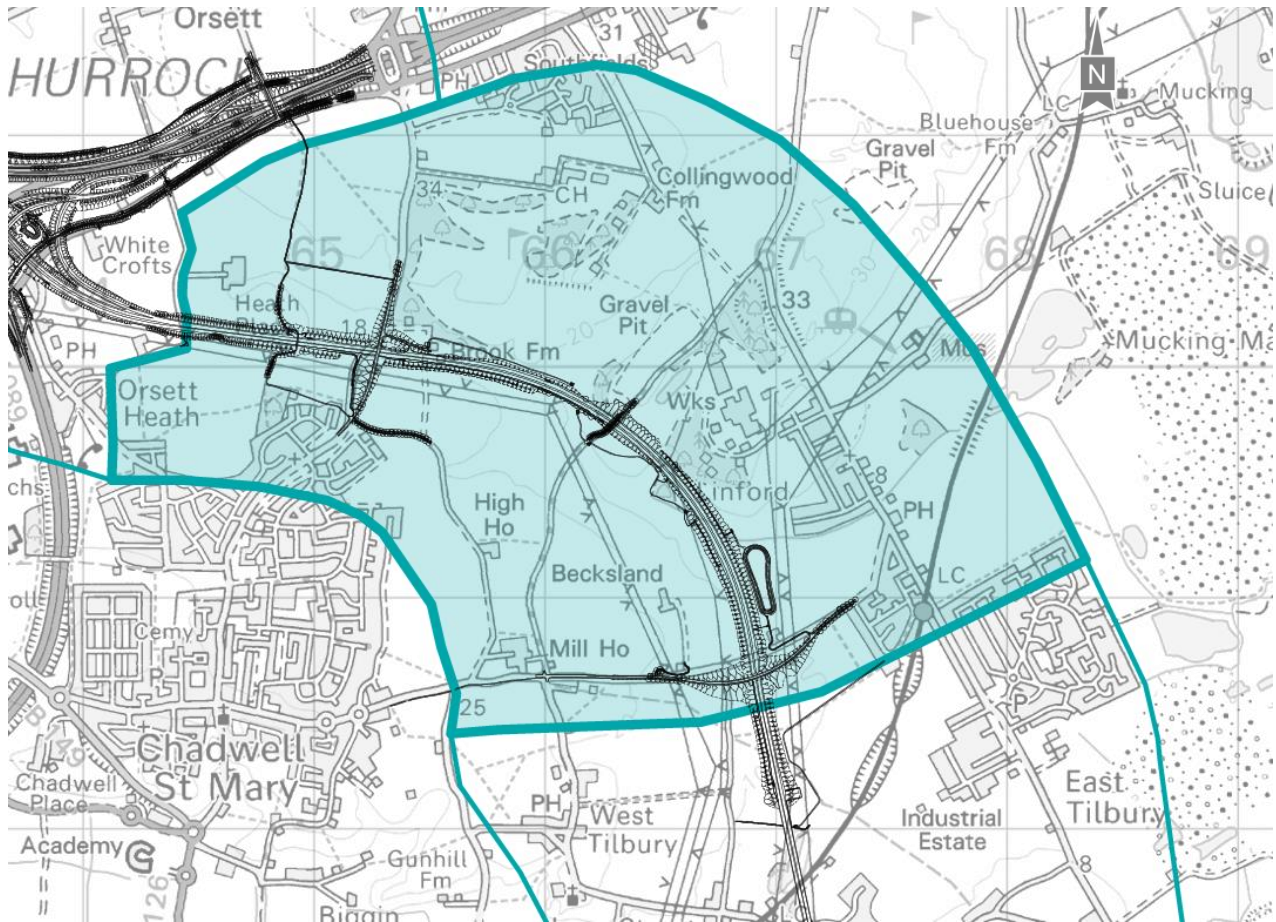 Orsett
31
HURROCK
Southfields
PH
N
LC
Mucking
Bluehouse
Fm
Gravel
Pit
Collingwood
Fm
34
CH
Sluice
White
Crofts
65
66
67
68
69
Heath
18
Gravel
Pit
33
PH
Brook Fm
Mus
Mucking Ma
Orsett
Heath
Wks
High
Ho
inford
8
PH
Becksland
LC
Cemy
Mill Ho
25
P
Chadwell
St Mary
Chadwell
Place
PH
West
Tilbury
East
Tilbury
Industrial
Estate
Academy
G
Gunhill
Fm
8
126
Biggin
LC